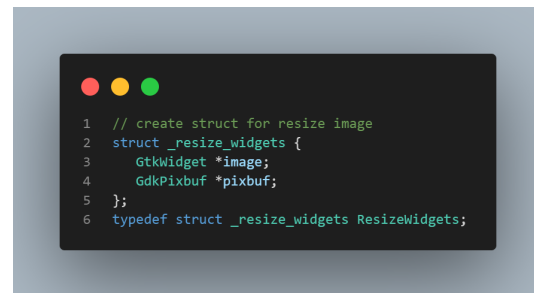 1 // create struct for resize image
2 struct _resize_widgets {
3 GtkWidget *image;
4 GdkPixbuf *pixbuf;
5 };
6 typedef struct _resize_widgets ResizeWidgets;